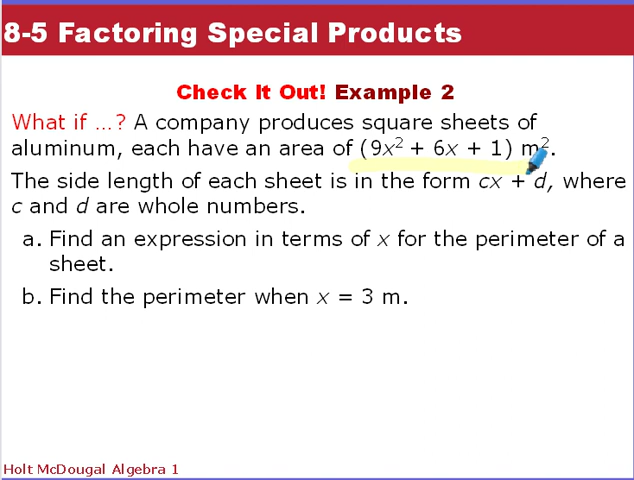 8-5 Factoring Special Products
Check It Out! Example 2
What if …? A company produces square sheets of
aluminum, each have an area of (9x² + 6x + 1) m².
The side length of each sheet is in the form cx + d, where
c and d are whole numbers.
a. Find an expression in terms of x for the perimeter of a
sheet.
b. Find the perimeter when x = 3 m.
Holt McDougal Algebra 1